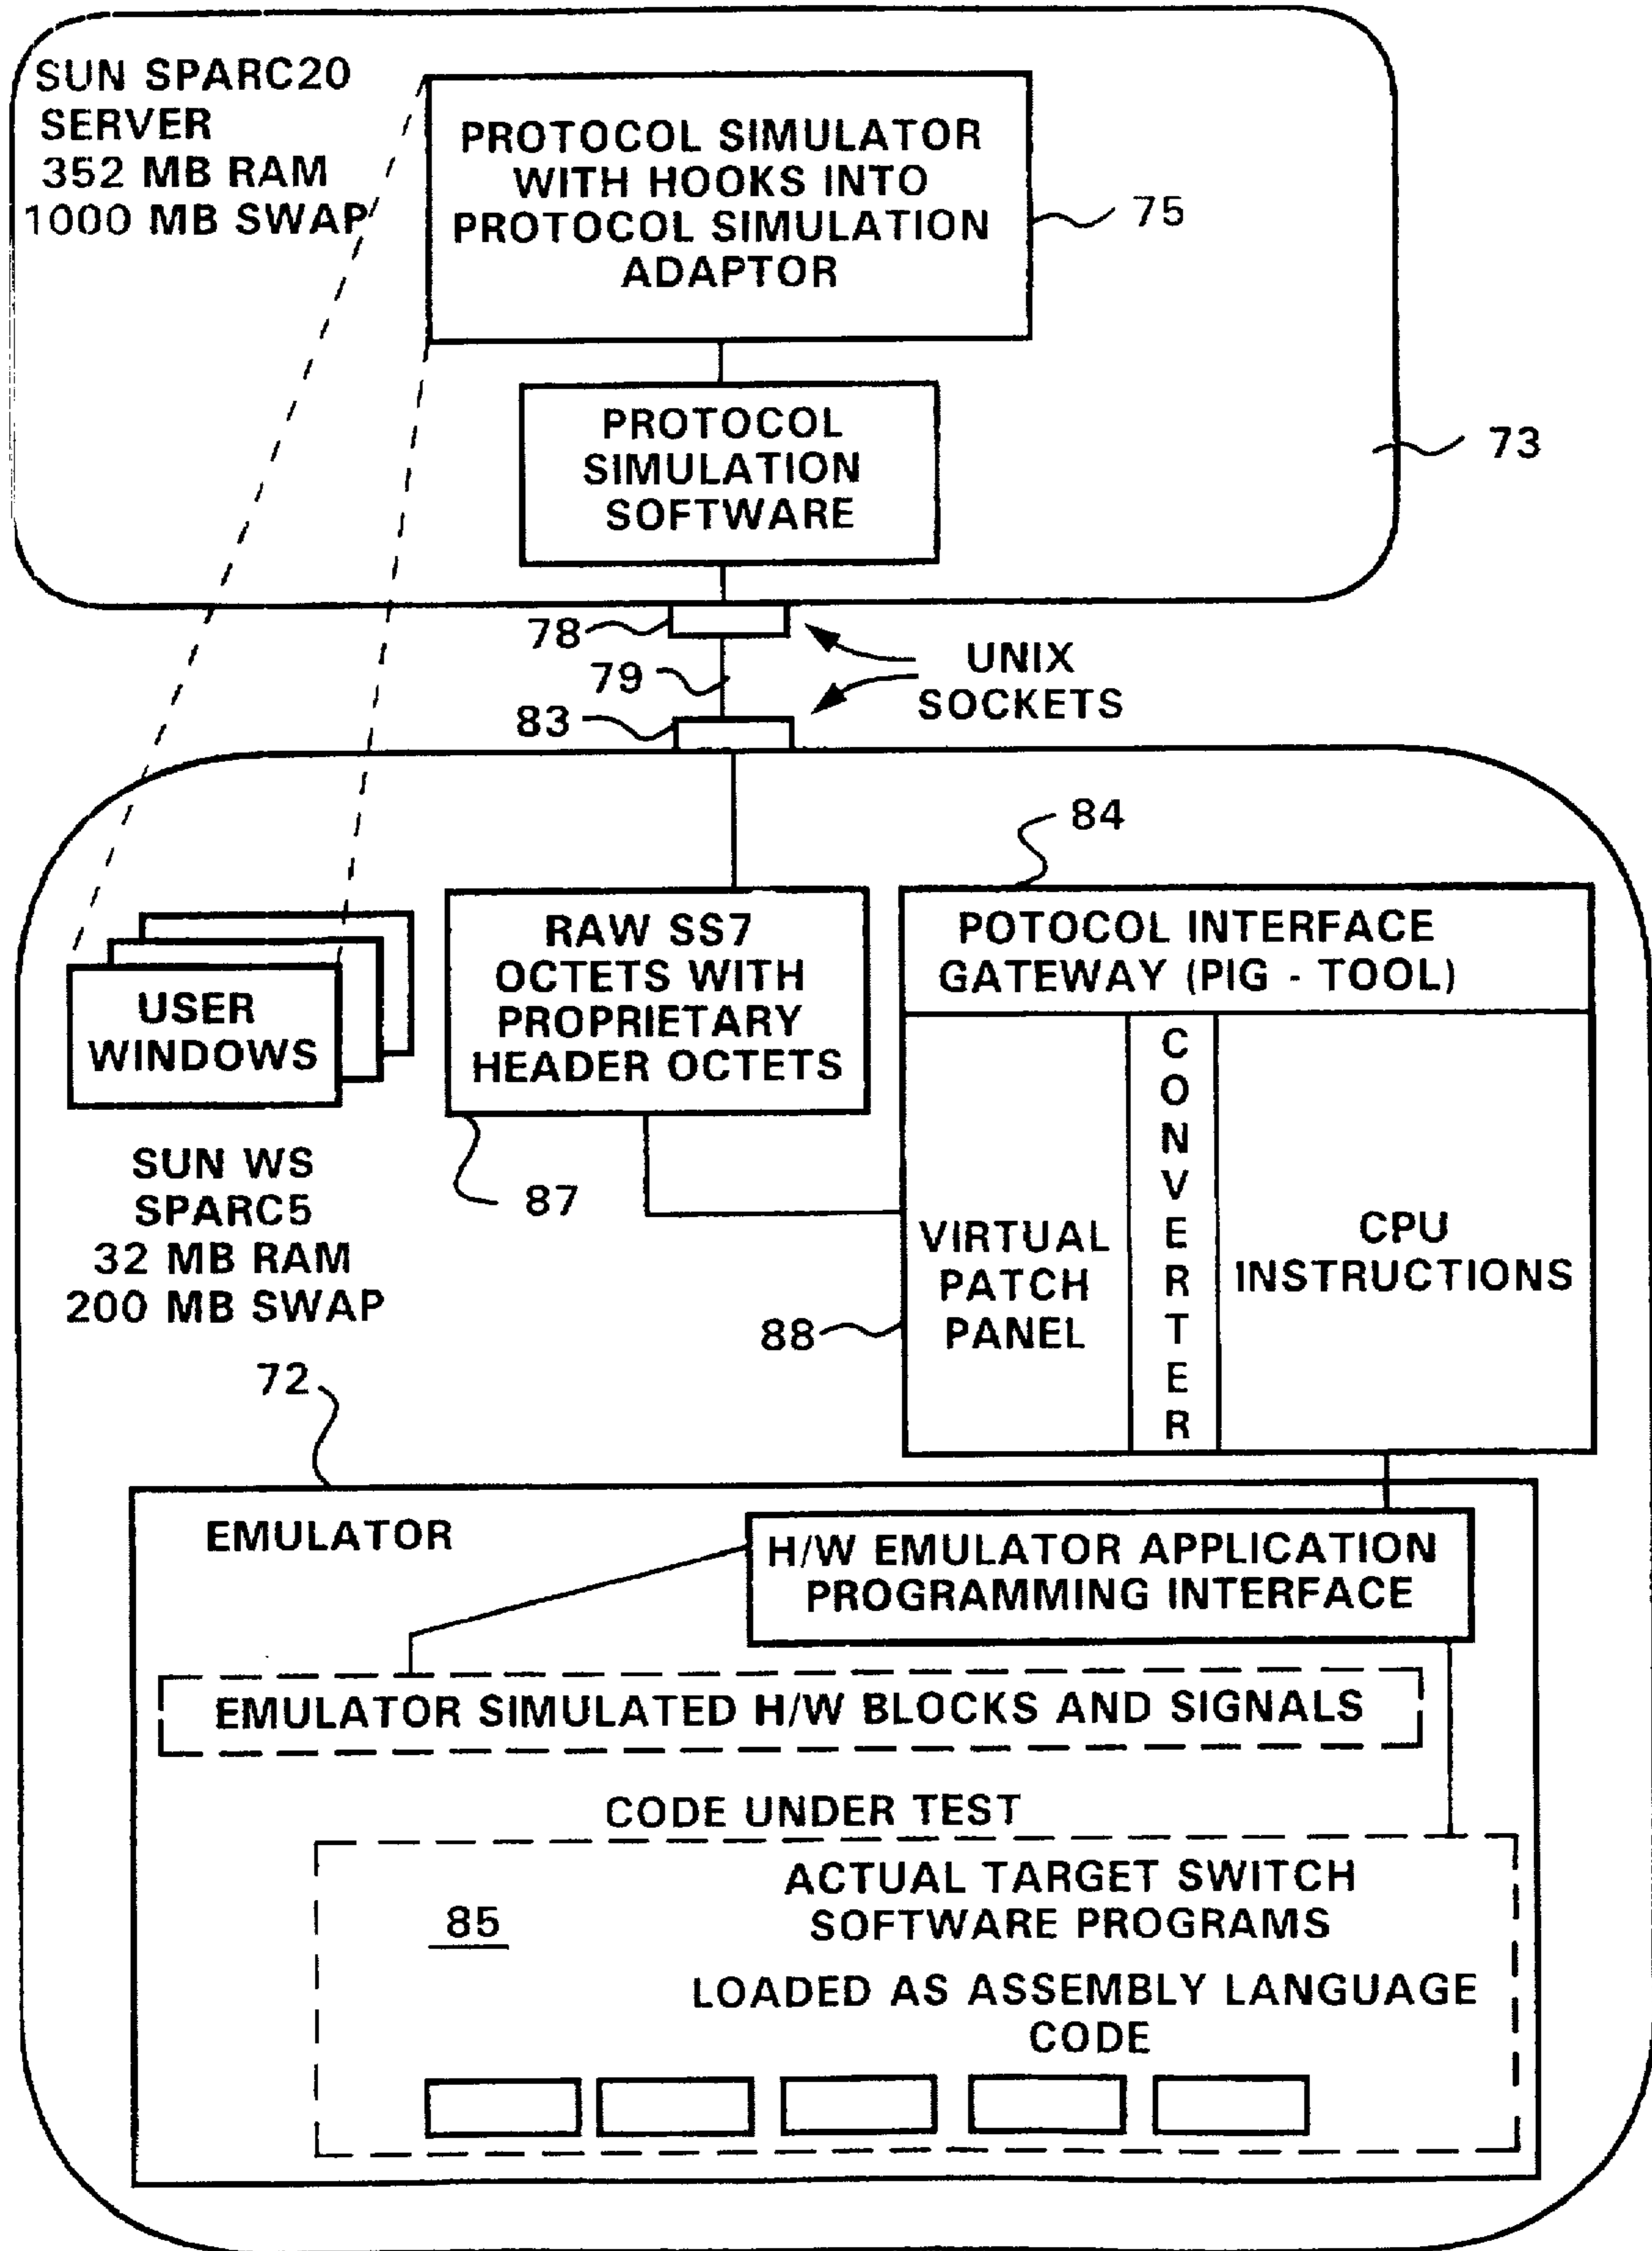 SUN SPARC20
SERVER
352 MB RAM
1000 MB SWAP
PROTOCOL SIMULATOR
WITH HOOKS INTO
PROTOCOL SIMULATION
ADAPTOR
75
PROTOCOL
SIMULATION
SOFTWARE
73
78
79
83
UNIX
SOCKETS
84
RAW SS7
OCTETS WITH
PROPRIETARY
HEADER OCTETS
87
POTOCOL INTERFACE
GATEWAY (PIG - TOOL)
USER
WINDOWS
SUN WS
SPARC5
32 MB RAM
200 MB SWAP
VIRTUAL
PATCH
PANEL
88
C
O
N
V
E
R
T
E
R
CPU
INSTRUCTIONS
72
EMULATOR
H/W EMULATOR APPLICATION
PROGRAMMING INTERFACE
EMULATOR SIMULATED H/W BLOCKS AND SIGNALS
CODE UNDER TEST
85
ACTUAL TARGET SWITCH
SOFTWARE PROGRAMS
LOADED AS ASSEMBLY LANGUAGE
CODE